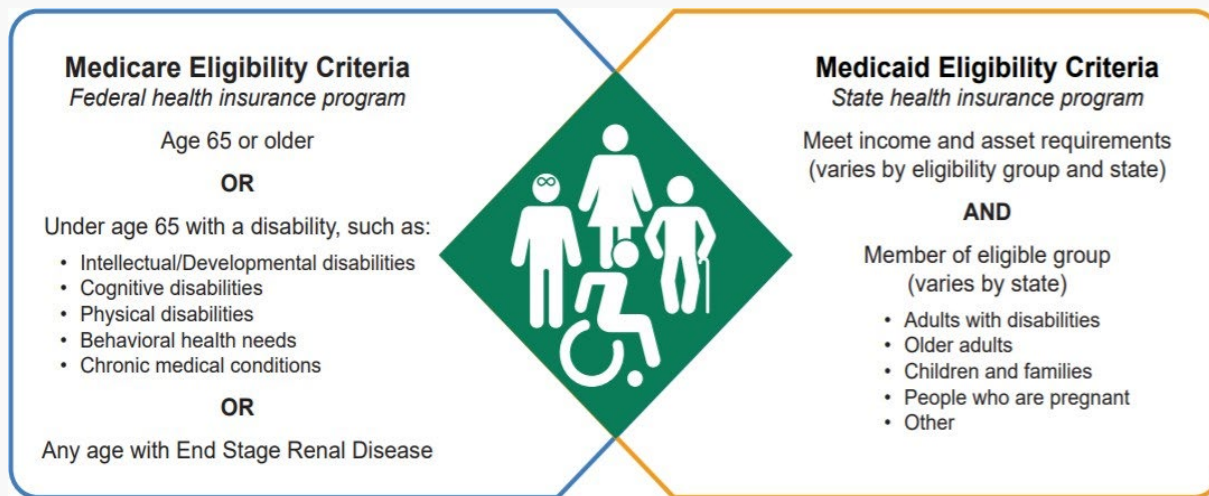 Medicare Eligibility Criteria
Federal health insurance program
Age 65 or older
OR
Under age 65 with a disability, such as:
• Intellectual/Developmental disabilities
• Cognitive disabilities
• Physical disabilities
• Behavioral health needs
• Chronic medical conditions
OR
Any age with End Stage Renal Disease
Medicaid Eligibility Criteria
State health insurance program
Meet income and asset requirements
(varies by eligibility group and state)
AND
Member of eligible group
(varies by state)
• Adults with disabilities
• Older adults
• Children and families
• People who are pregnant
• Other